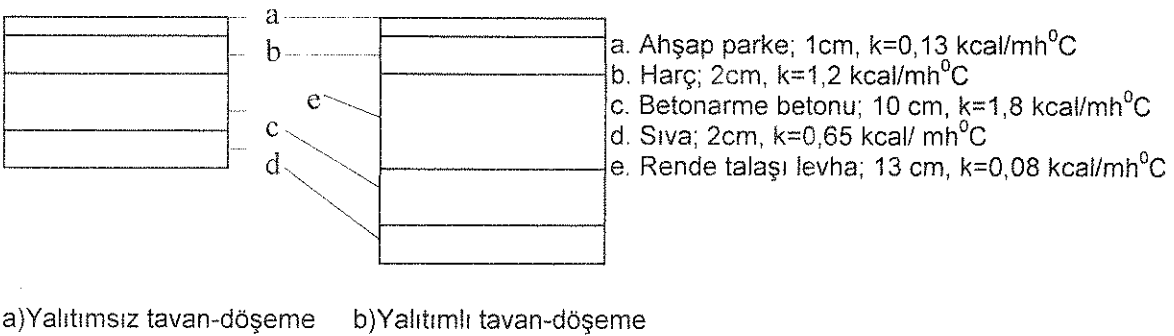 a
b
e
c
d
a. Ahşap parke; 1cm, k=0,13 kcal/mh⁰C
b. Harç; 2cm, k=1,2 kcal/mh⁰C
c. Betonarme betonu; 10 cm, k=1,8 kcal/mh⁰C
d. Sıva; 2cm, k=0,65 kcal/ mh⁰C
e. Rende talaşı levha; 13 cm, k=0,08 kcal/mh⁰C
a)Yalıtımsız tavan-döşeme b)Yalıtımlı tavan-döşeme